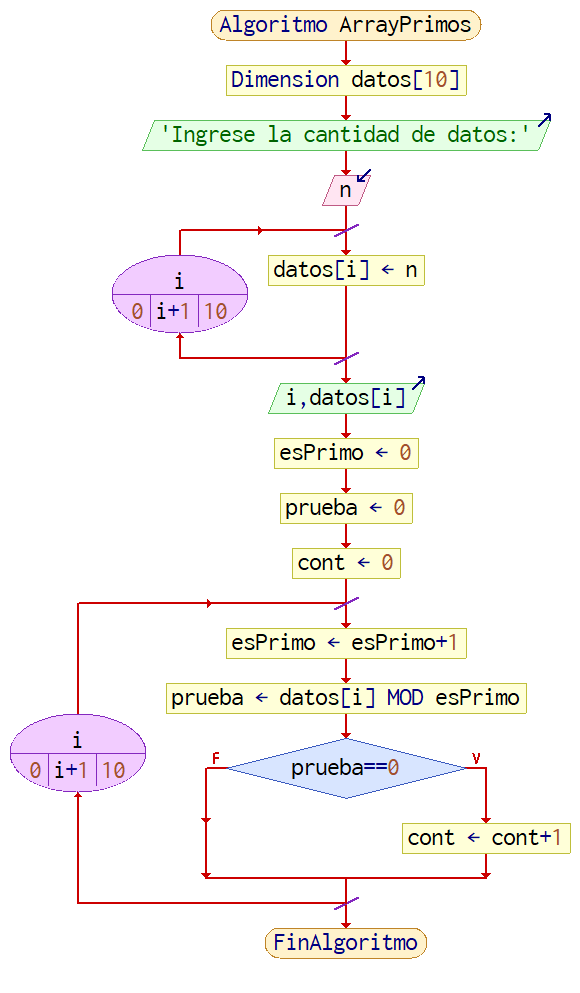 Algoritmo ArrayPrimos
Dimension datos[10]
'Ingrese la cantidad de datos:'
n
datos[i] ← n
i
0 i+1 10
i,datos[i]
esPrimo ← 0
prueba ← 0
cont ← 0
esPrimo ← esPrimo+1
prueba ← datos[i] MOD esPrimo
i
0 i+1 10
F
V
prueba==0
cont ← cont+1
FinAlgoritmo